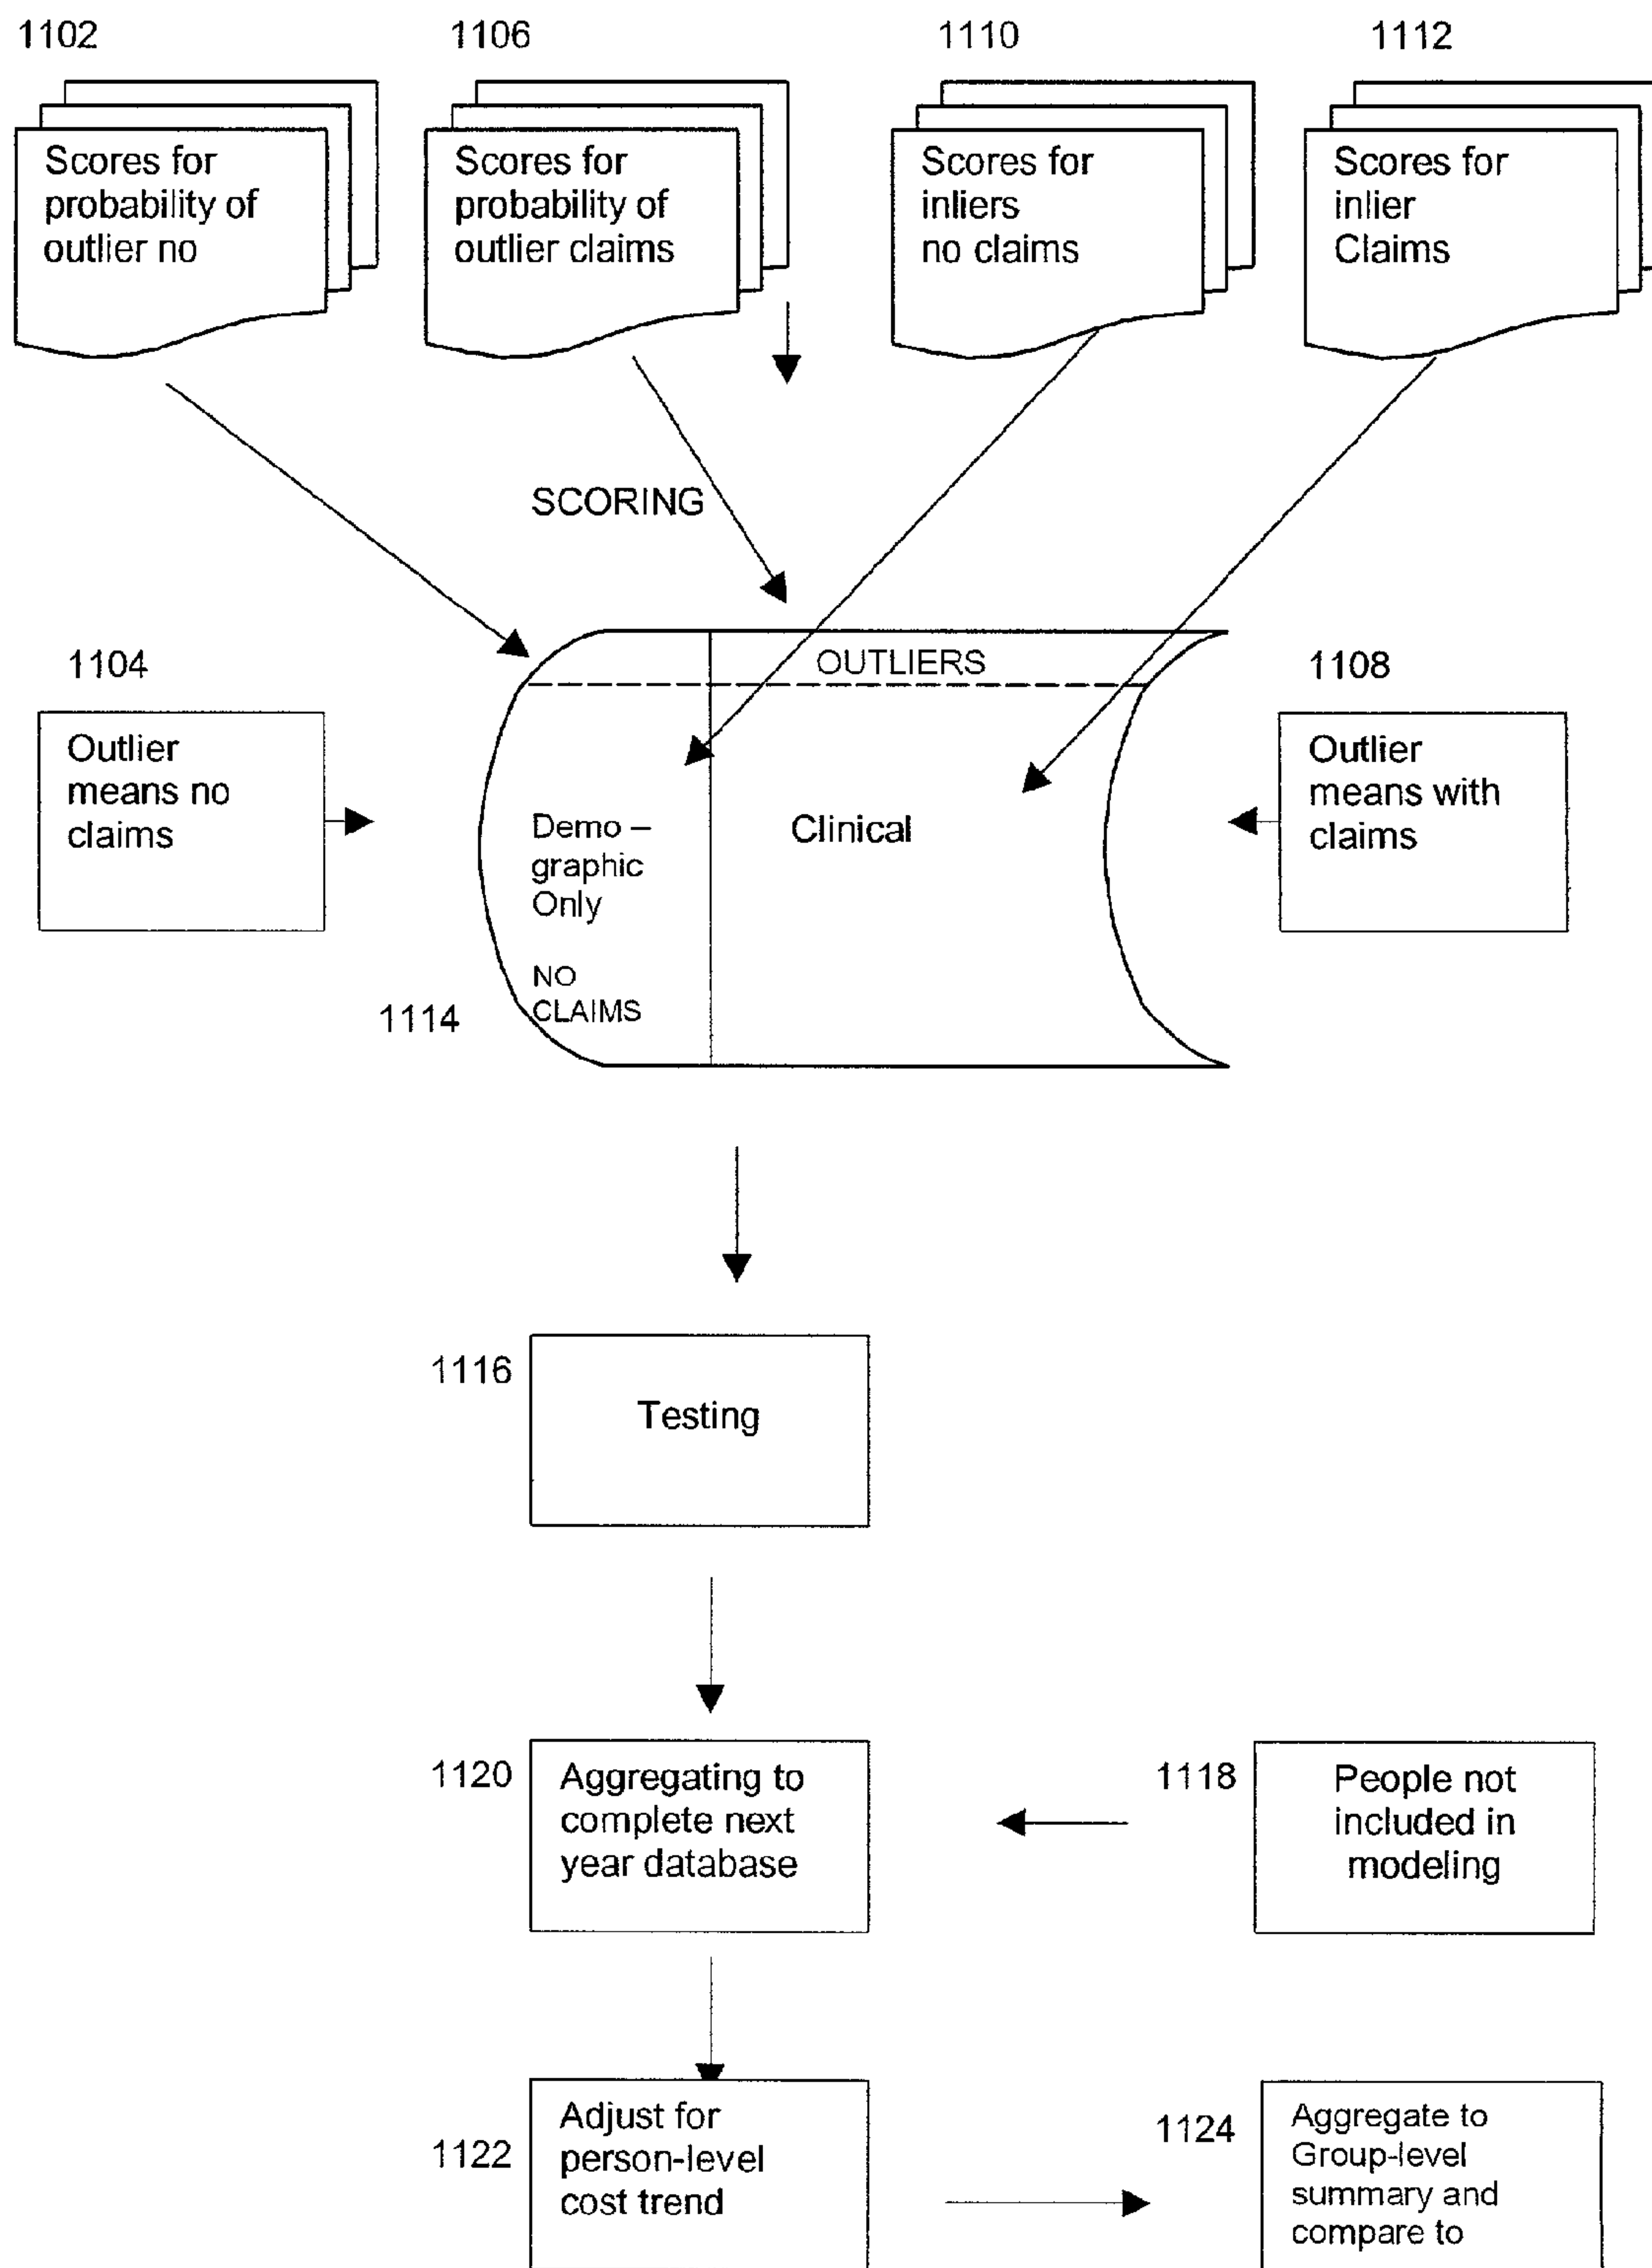 1102
1106
1110
1112
Scores for
probability of
outlier no
Scores for
probability of
outlier claims
Scores for
inliers
no claims
Scores for
inlier
Claims
SCORING
1104
Outlier
means no
claims
OUTLIERS
Demo –
graphic
Only
NO
CLAIMS
Clinical
1108
Outlier
means with
claims
1114
1116
Testing
1120
Aggregating to
complete next
year database
1118
People not
included in
modeling
1122
Adjust for
person-level
cost trend
1124
Aggregate to
Group-level
summary and
compare to